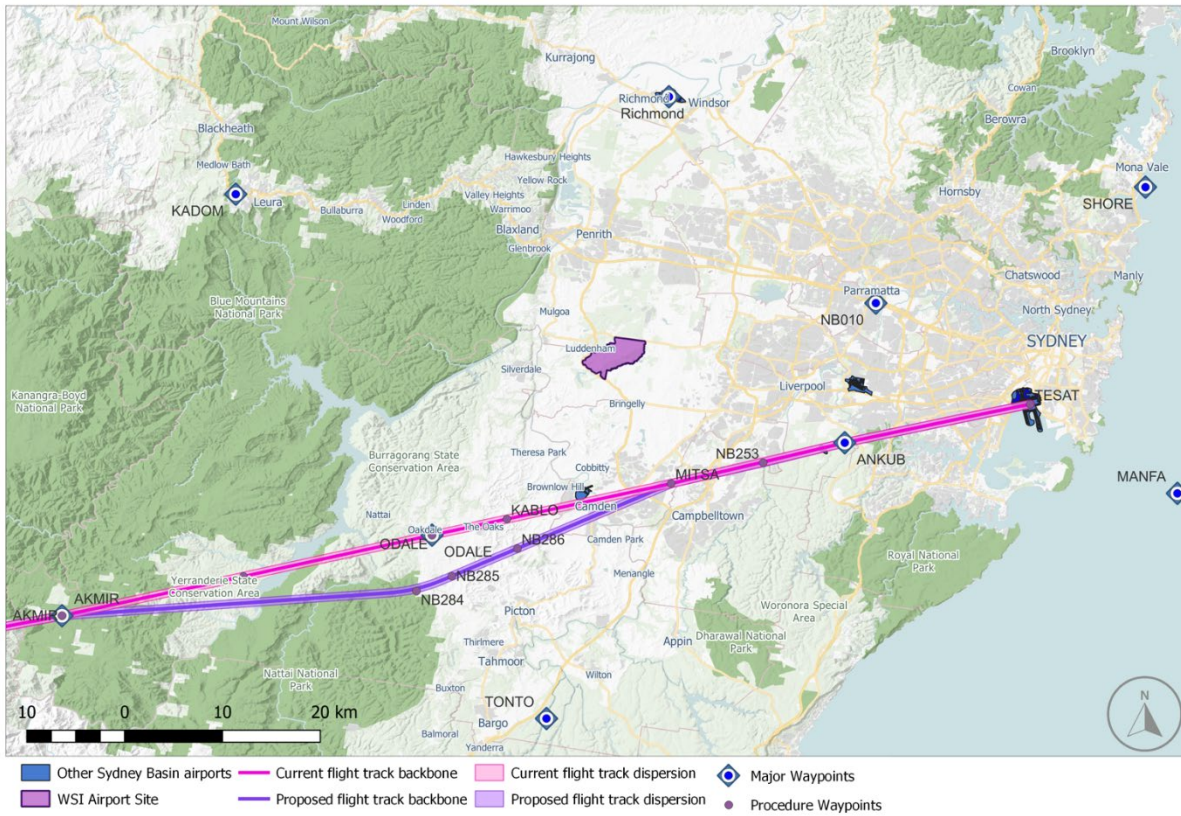 Mount Wilson
Brooklyn
Kurrajong
Cowan
Richmond
Windsor
Richmond
Berowra
Blackheath
Medlow Bath
Hawkesbury Heights
Mona Vale
Yellow Rock
Hornsby
KADOM
Leura
Linden
Valley Heights
SHORE
Bullaburra
Woodford
Warrimoo
Blaxland
Penrith
Glenbrook
Chatswood
Manly
Parramatta
Blue Mountains
National Park
Mulgoa
NB010
North Sydney
SYDNEY
Luddenham
Silverdale
Liverpool
Kanangra-Boyd
National Park
Bringelly
TESAT
Burragorang State
Conservation Area
Theresa Park
NB253
ANKUB
Cobbitty
MITSA
MANFA
Brownlow Hill
Camden
Nattai
KABLO
Campbelltown
Oakdale
The Oaks
ODALE
ODALE
NB286
Camden Park
Royal National
Park
Menangle
Yerranderie State
Conservation Area
NB285
AKMIR
NB284
AKMIR
Picton
Woronora Special
Area
Thirlmere
Appin
Dharawal National
Park
Tahmoor
Nattai National
Park
Wilton
Buxton
TONTO
Bargo
Balmoral
Yanderra
10 0 10 20 km
N
Other Sydney Basin airports
Current flight track backbone
Current flight track dispersion
Major Waypoints
WSI Airport Site
Proposed flight track backbone
Proposed flight track dispersion
Procedure Waypoints